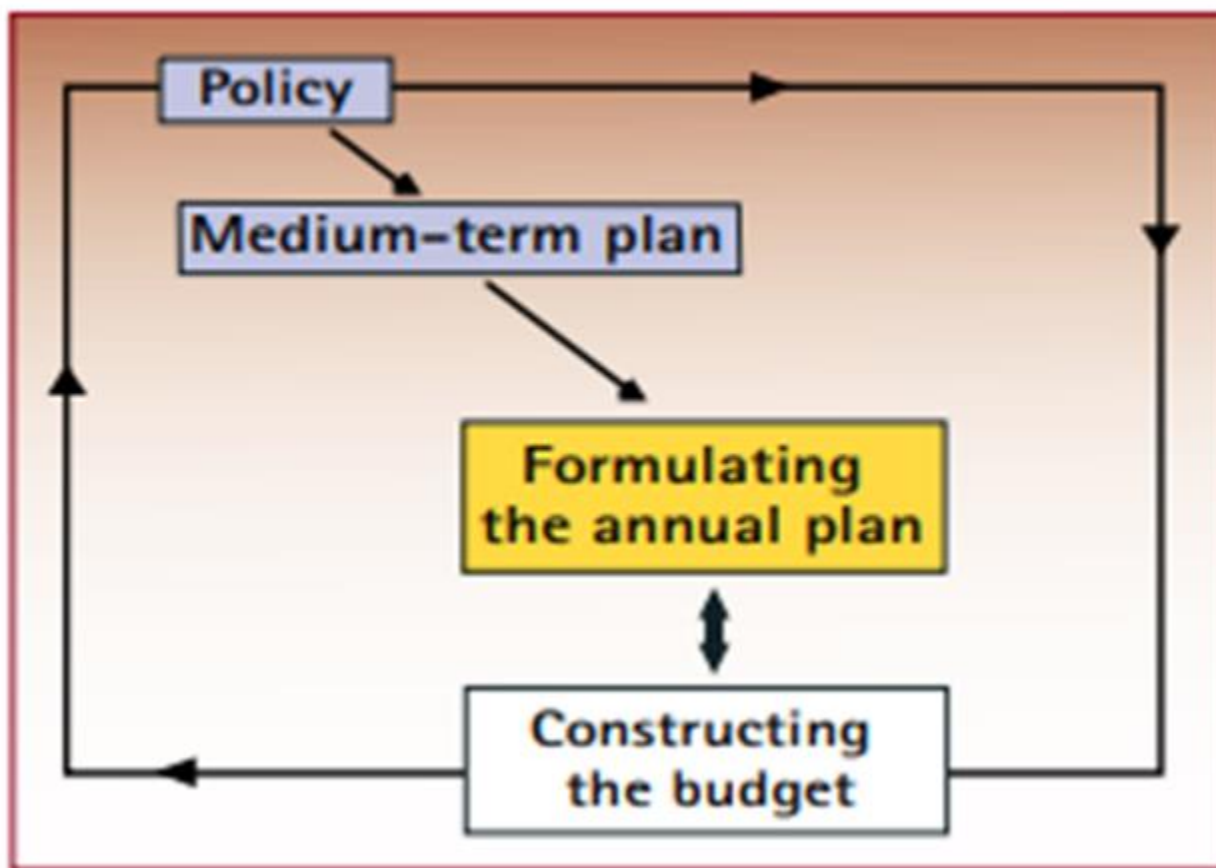 Policy
Medium-term plan
Formulating
the annual plan
Constructing
the budget